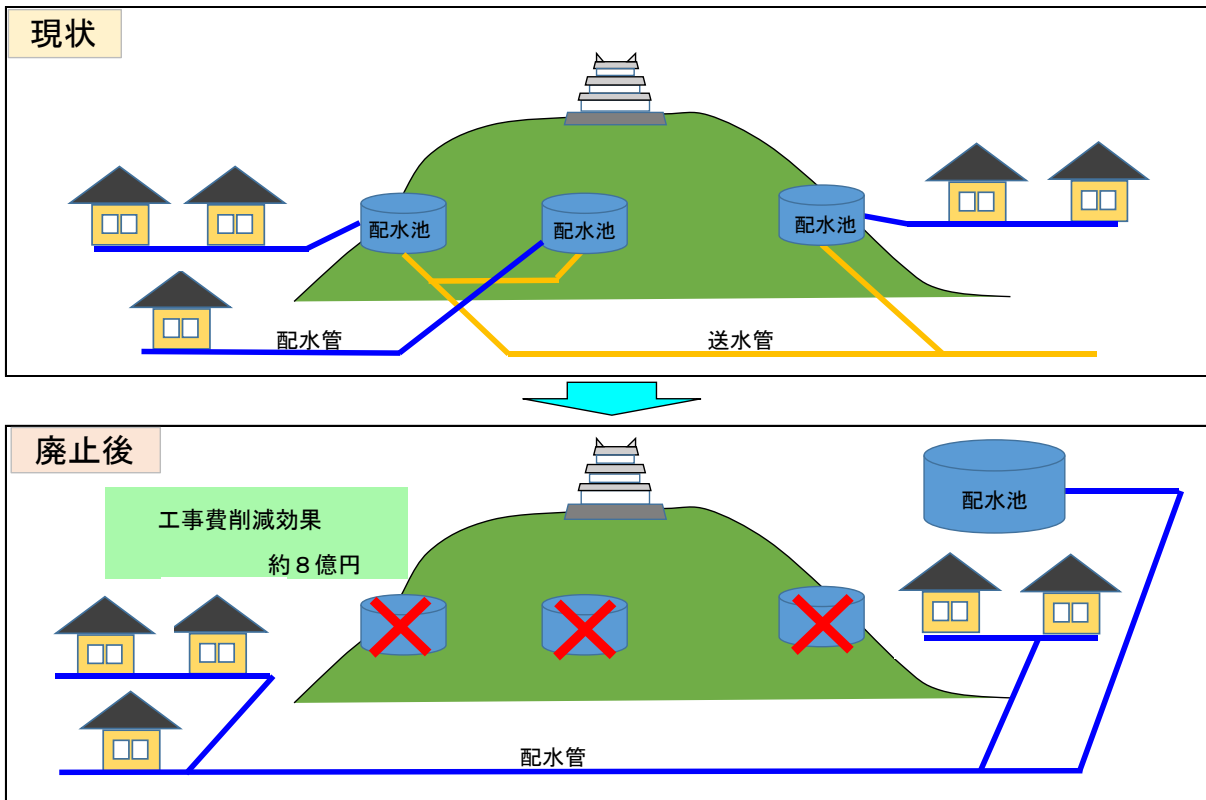 現状
配水池
配水池
配水池
配水管
送水管
廃止後
工事費削減効果
約８億円
配水池
配水管